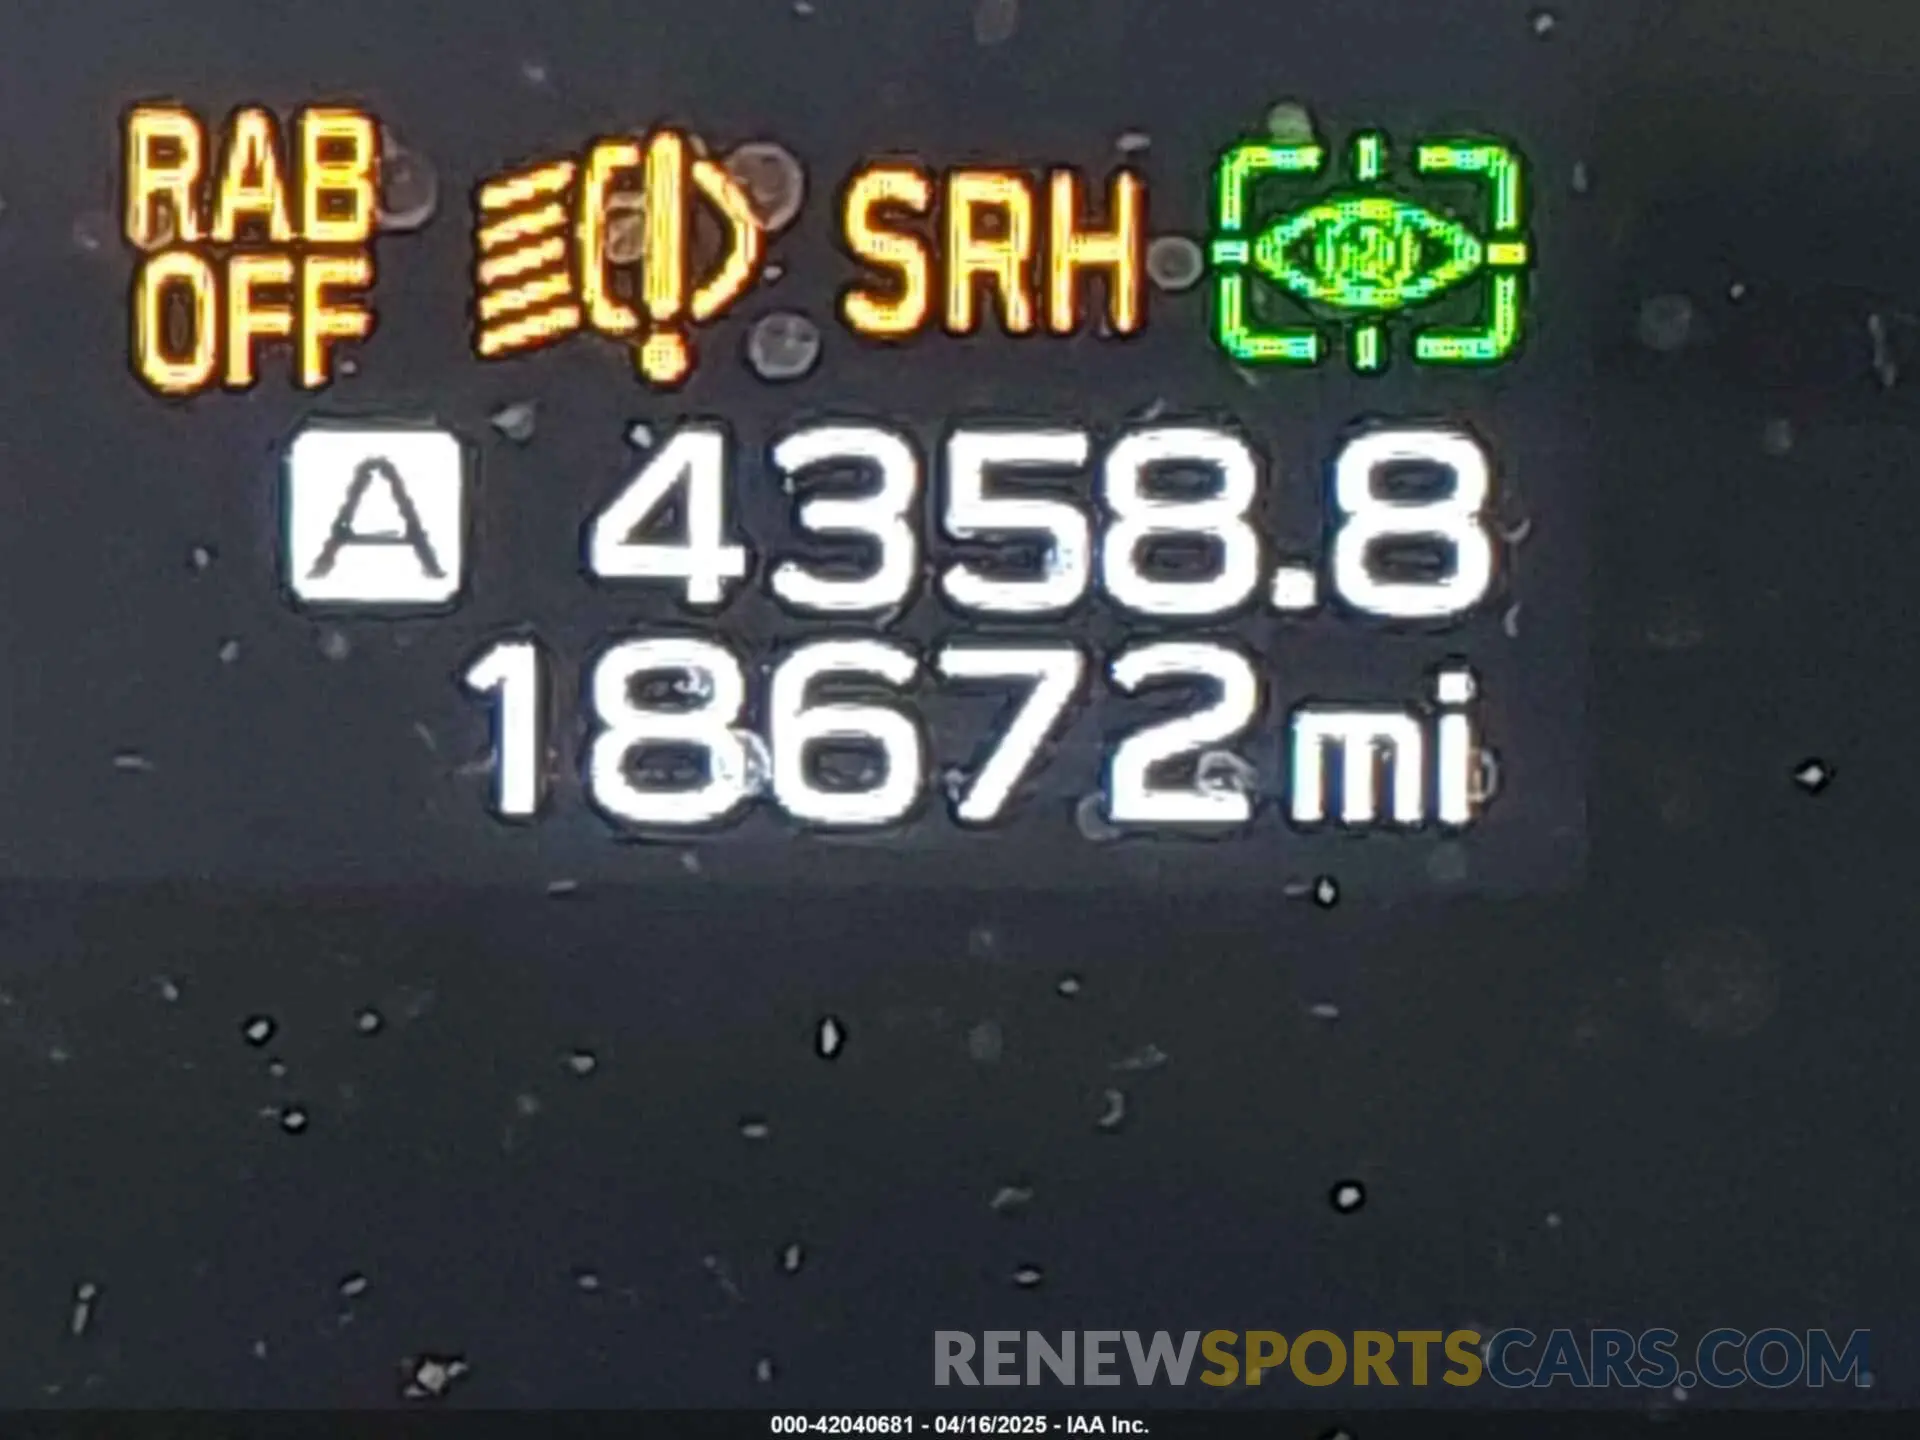 RAB
OFF
SRH
A 4358.8
18672 mi
RENEWSPORTSCARS.COM
000-42040681 - 04/16/2025 - IAA Inc.